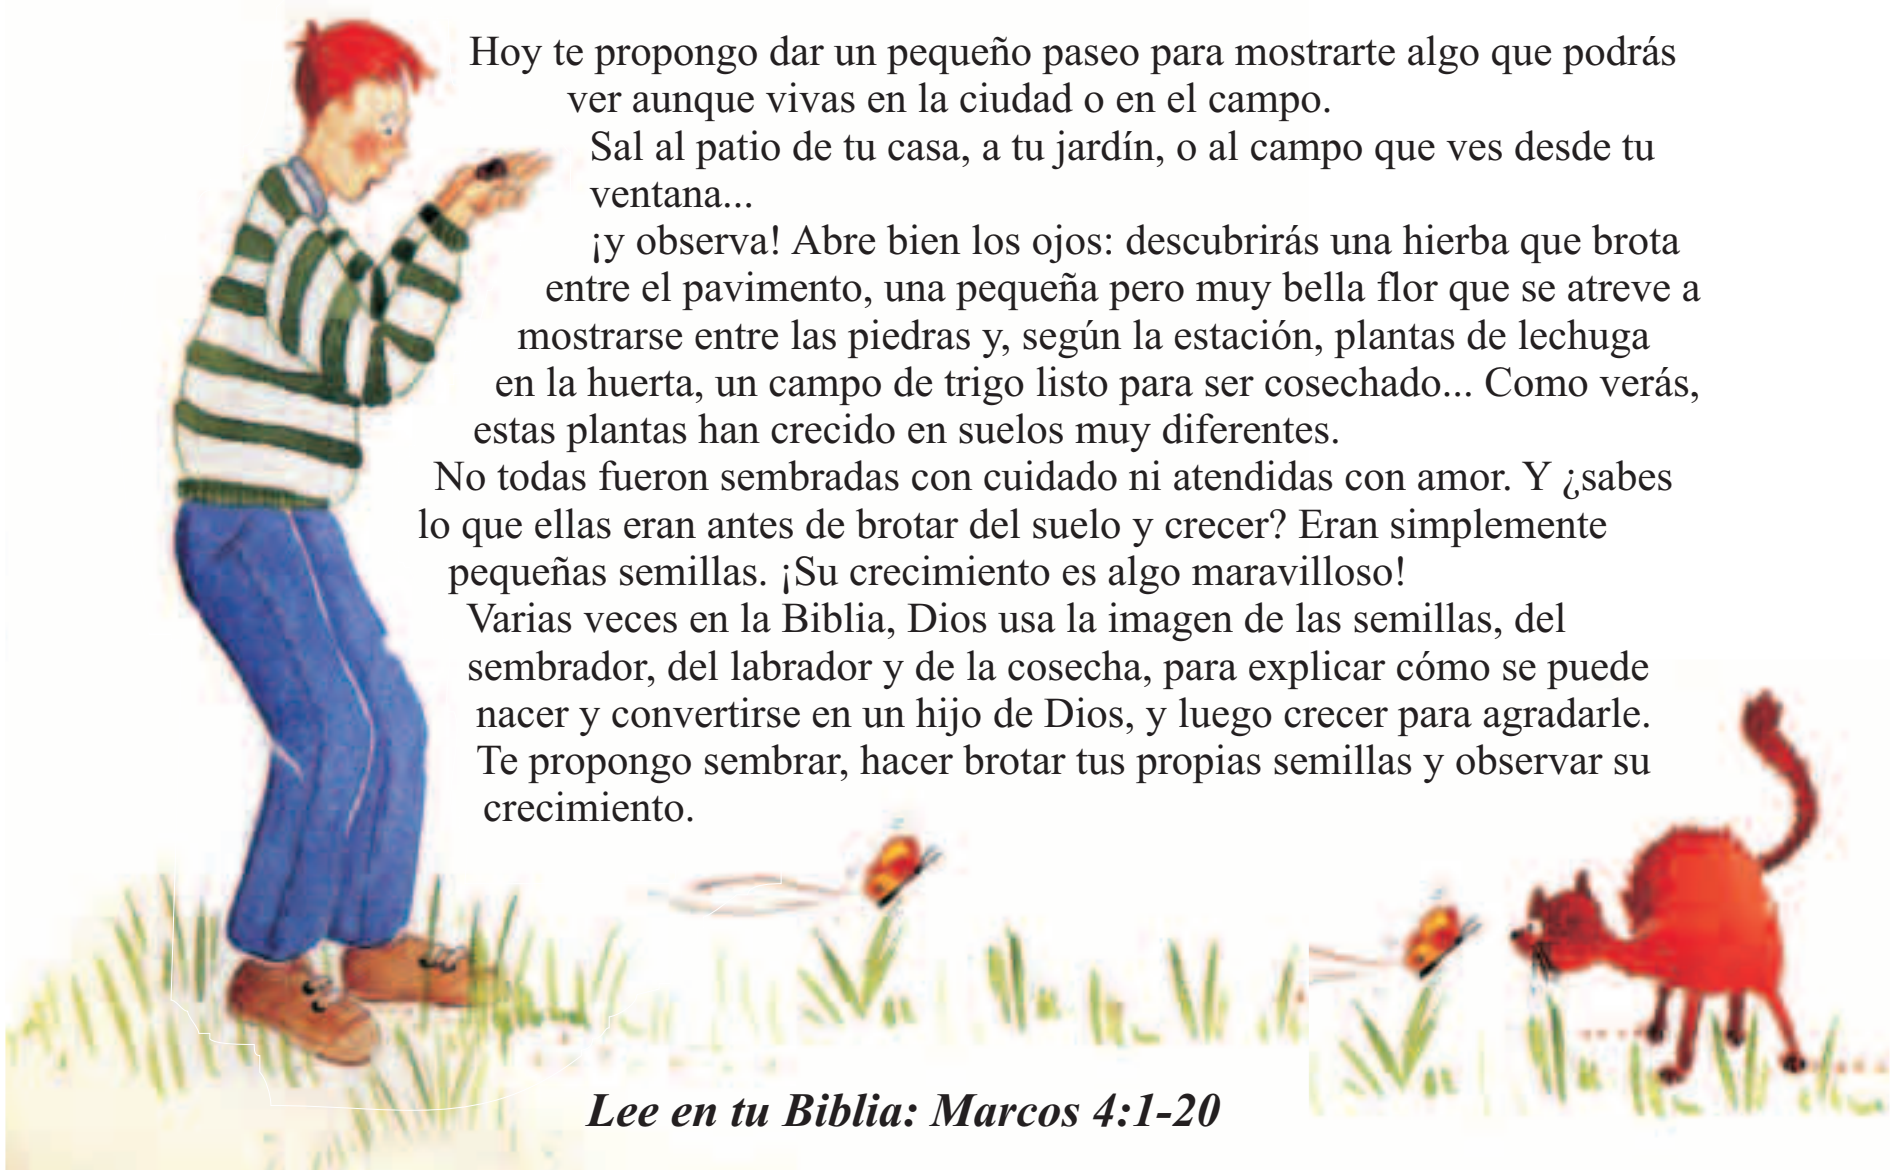 Hoy te propongo dar un pequeño paseo para mostrarte algo que podrás
ver aunque vivas en la ciudad o en el campo.
Sal al patio de tu casa, a tu jardín, o al campo que ves desde tu
ventana...
¡y observa! Abre bien los ojos: descubrirás una hierba que brota
entre el pavimento, una pequeña pero muy bella flor que se atreve a
mostrarse entre las piedras y, según la estación, plantas de lechuga
en la huerta, un campo de trigo listo para ser cosechado... Como verás,
estas plantas han crecido en suelos muy diferentes.
No todas fueron sembradas con cuidado ni atendidas con amor. Y ¿sabes
lo que ellas eran antes de brotar del suelo y crecer? Eran simplemente
pequeñas semillas. ¡Su crecimiento es algo maravilloso!
Varias veces en la Biblia, Dios usa la imagen de las semillas, del
sembrador, del labrador y de la cosecha, para explicar cómo se puede
nacer y convertirse en un hijo de Dios, y luego crecer para agradarle.
Te propongo sembrar, hacer brotar tus propias semillas y observar su
crecimiento.
Lee en tu Biblia: Marcos 4:1-20